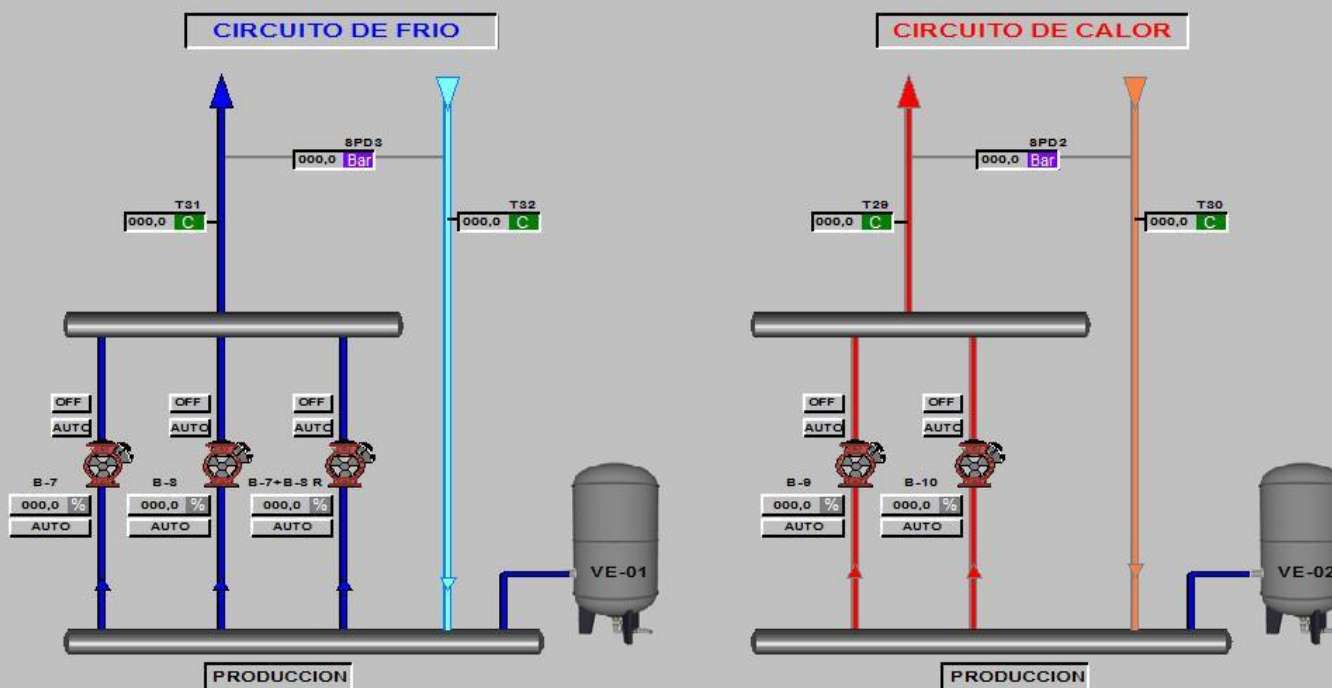 CIRCUITO DE FRIO
SPD3
000,0 Bar
T31
000,0 C
T32
000,0 C
OFF
AUTO
OFF
AUTO
OFF
AUTO
B-7
000,0 %
AUTO
B-8
000,0 %
AUTO
B-7+B-8 R
000,0 %
AUTO
VE-01
PRODUCCION
CIRCUITO DE CALOR
SPD2
000,0 Bar
T29
000,0 C
T30
000,0 C
OFF
AUTO
OFF
AUTO
B-9
000,0 %
AUTO
B-10
000,0 %
AUTO
VE-02
PRODUCCION